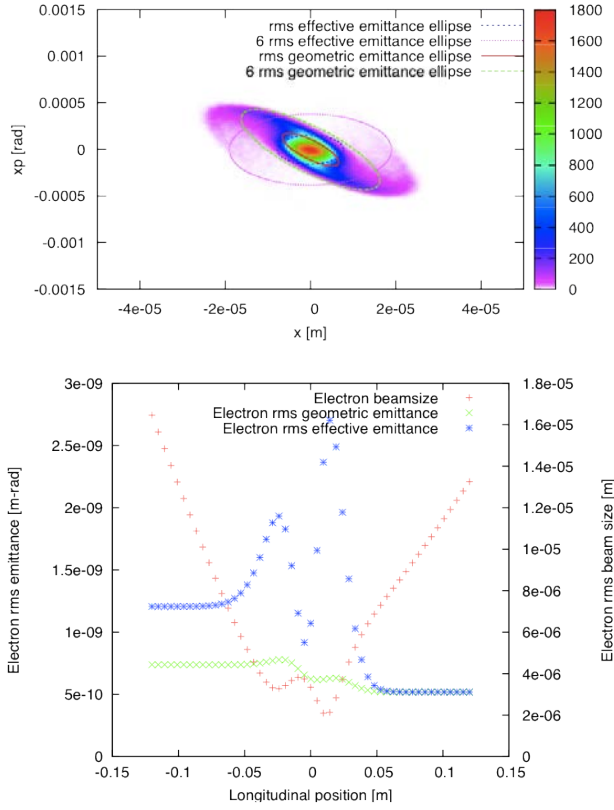 0.0015
0.001
0.0005
0
-0.0005
-0.001
-0.0015
xp [rad]
rms effective emittance ellipse
6 rms effective emittance ellipse
rms geometric emittance ellipse
6 rms geometric emittance ellipse
1800
1600
1400
1200
1000
800
600
400
200
0
-4e-05 -2e-05 0 2e-05 4e-05
x [m]
3e-09
2.5e-09
2e-09
1.5e-09
1e-09
5e-10
0
Electron rms emittance [m-rad]
Electron beamsize
Electron rms geometric emittance
Electron rms effective emittance
1.8e-05
1.6e-05
1.4e-05
1.2e-05
1e-05
8e-06
6e-06
4e-06
2e-06
0
Electron rms beam size [m]
-0.15 -0.1 -0.05 0 0.05 0.1 0.15
Longitudinal position [m]